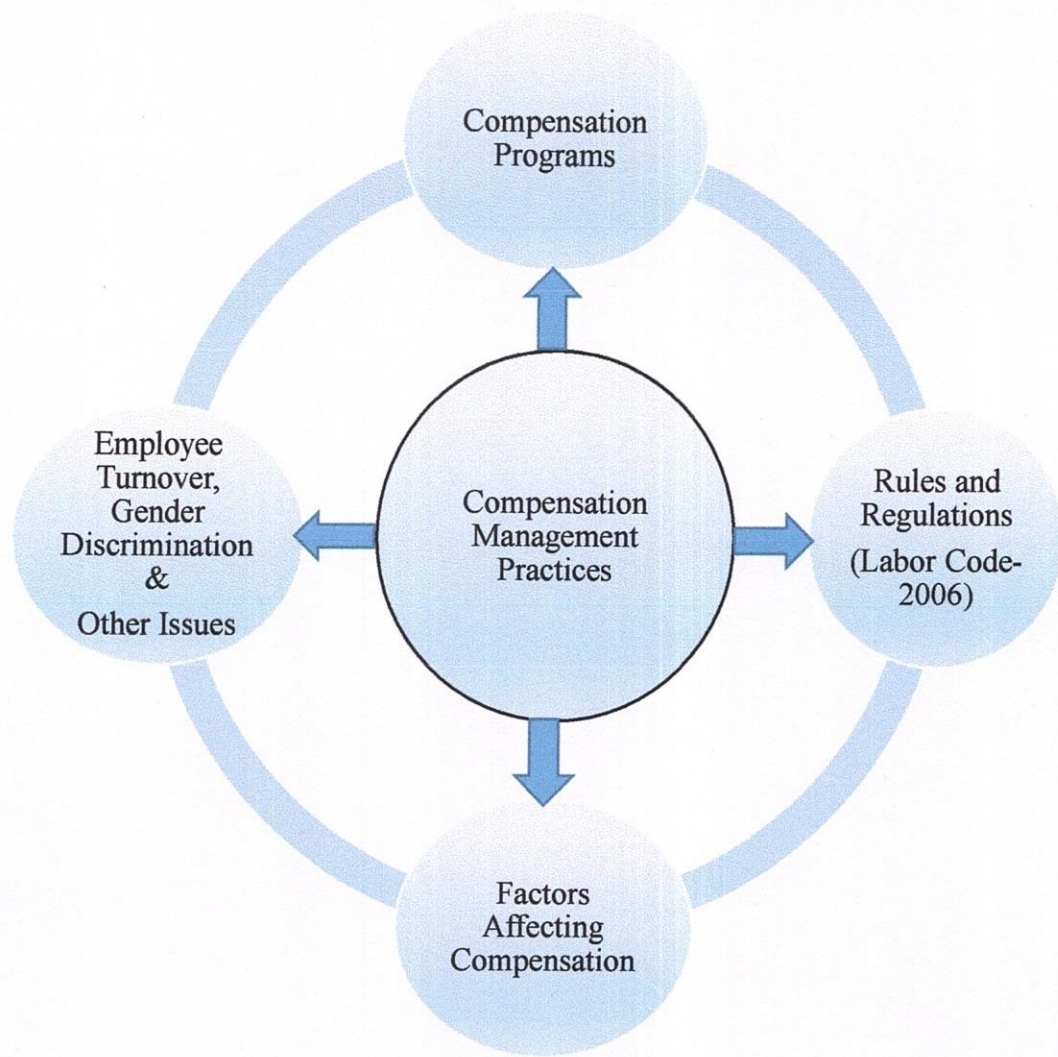 Compensation
Programs
Employee
Turnover,
Gender
Discrimination
&
Other Issues
Compensation
Management
Practices
Rules and
Regulations
(Labor Code-
2006)
Factors
Affecting
Compensation